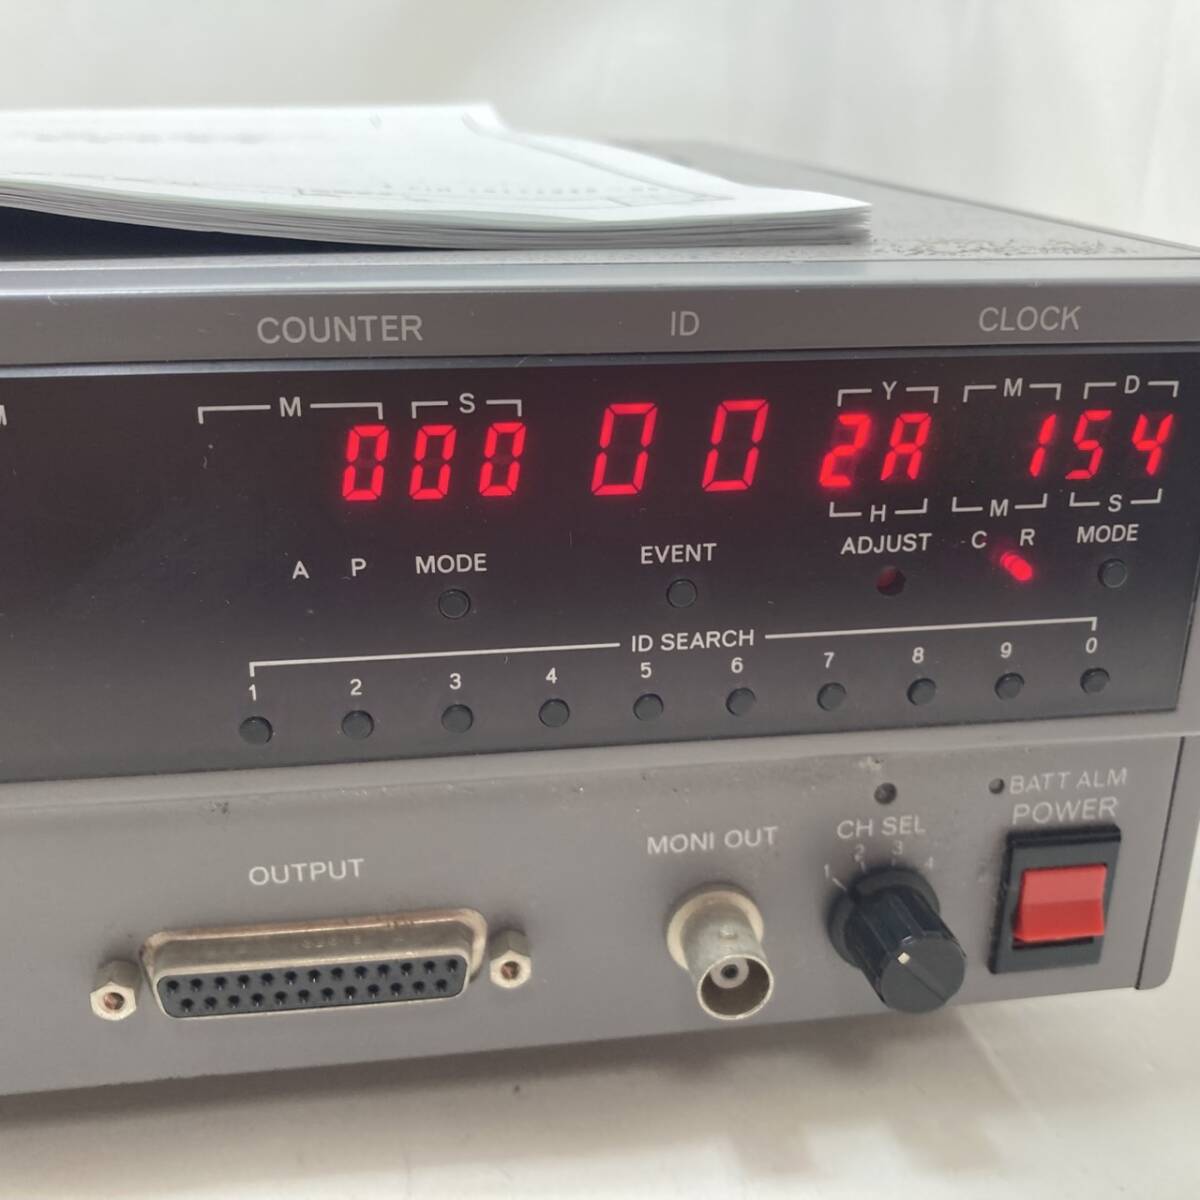 COUNTER ID CLOCK
M
M S Y M D
000 00 2A 154
H M S
A P MODE EVENT ADJUST C R MODE
ID SEARCH
1 2 3 4 5 6 7 8 9 0
BATT ALM
OUTPUT MONI OUT CH SEL POWER
1 2 3 4